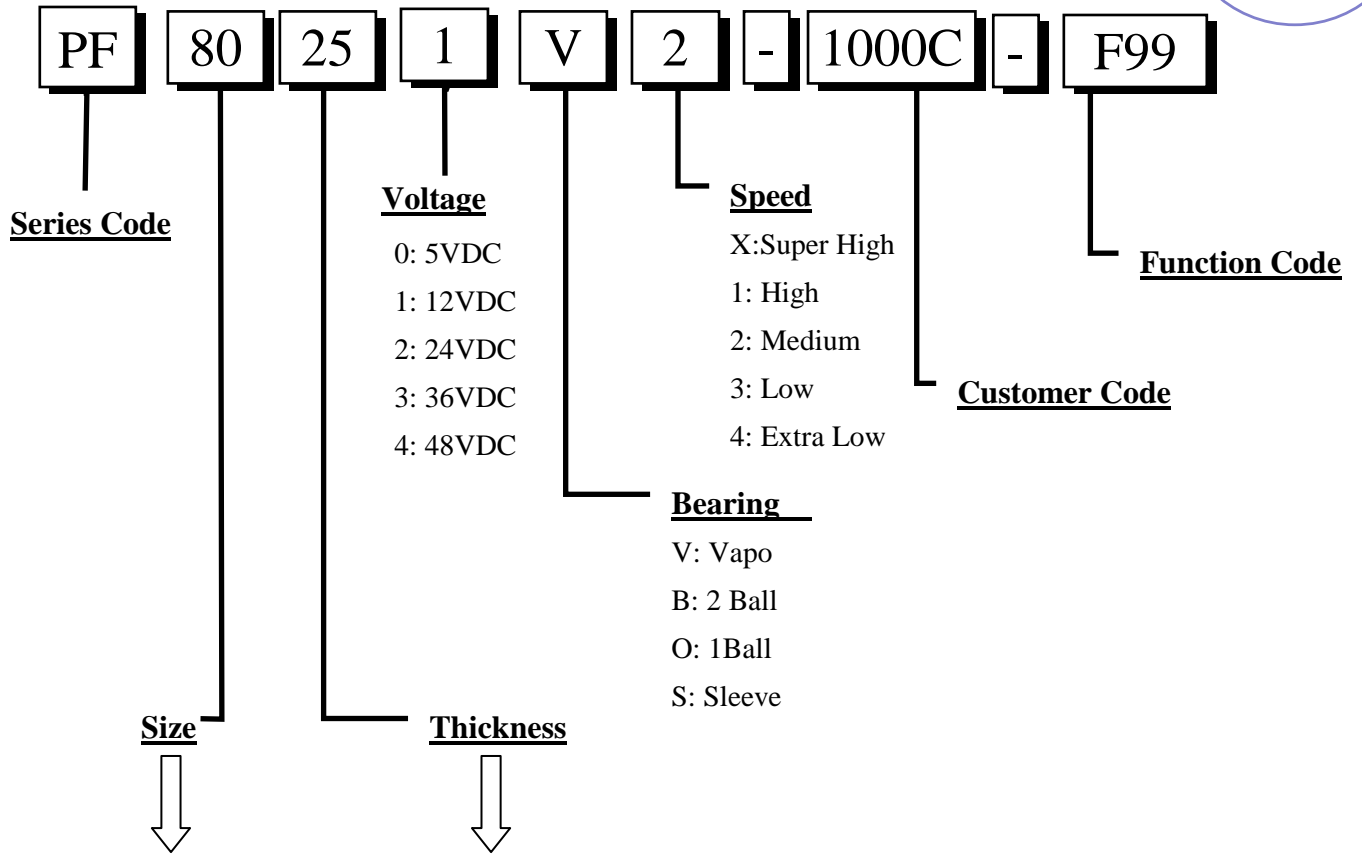 PF 80 25 1 V 2 - 1000C - F99
Series Code
Voltage
0: 5VDC
1: 12VDC
2: 24VDC
3: 36VDC
4: 48VDC
Speed
X:Super High
1: High
2: Medium
3: Low
4: Extra Low
Function Code
Customer Code
Bearing
V: Vapo
B: 2 Ball
O: 1Ball
S: Sleeve
Size
Thickness